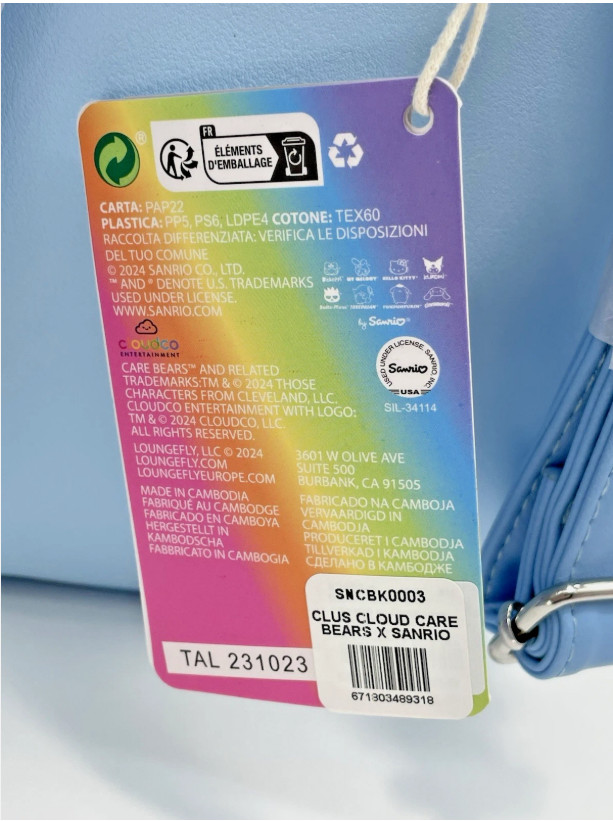 ®
FR
ÉLÉMENTS
D'EMBALLAGE
CARTA: PAP22
PLASTICA: PP5, PS6, LDPE4 COTONE: TEX60
RACCOLTA DIFFERENZIATA: VERIFICA LE DISPOSIZIONI
DEL TUO COMUNE
© 2024 SANRIO CO., LTD.
™ AND ® DENOTE U.S. TRADEMARKS
USED UNDER LICENSE.
WWW.SANRIO.COM
HELLO KITTY
KUROMI
by Sanrio
cloudco
ENTERTAINMENT
USED UNDER LICENSE, SANRIO, INC.
Sanrio
USA
SIL-34114
CARE BEARS™ AND RELATED
TRADEMARKS:TM & © 2024 THOSE
CHARACTERS FROM CLEVELAND, LLC.
CLOUDCO ENTERTAINMENT WITH LOGO:
TM & © 2024 CLOUDCO, LLC.
ALL RIGHTS RESERVED.
LOUNGEFLY, LLC © 2024
LOUNGEFLY.COM
LOUNGEFLYEUROPE.COM
3601 W OLIVE AVE
SUITE 500
BURBANK, CA 91505
MADE IN CAMBODIA
FABRIQUÉ AU CAMBODGE
FABRICADO EN CAMBOYA
HERGESTELLT IN
KAMBODSCHA
FABBRICATO IN CAMBOGIA
FABRICADO NA CAMBOJA
VERVAARDIGD IN
CAMBODJA
PRODUCERET I CAMBODJA
TILLVERKAD I KAMBODJA
СДЕЛАНО В КАМБОДЖЕ
TAL 231023
SNCBK0003
CLUS CLOUD CARE
BEARS X SANRIO
671803489318